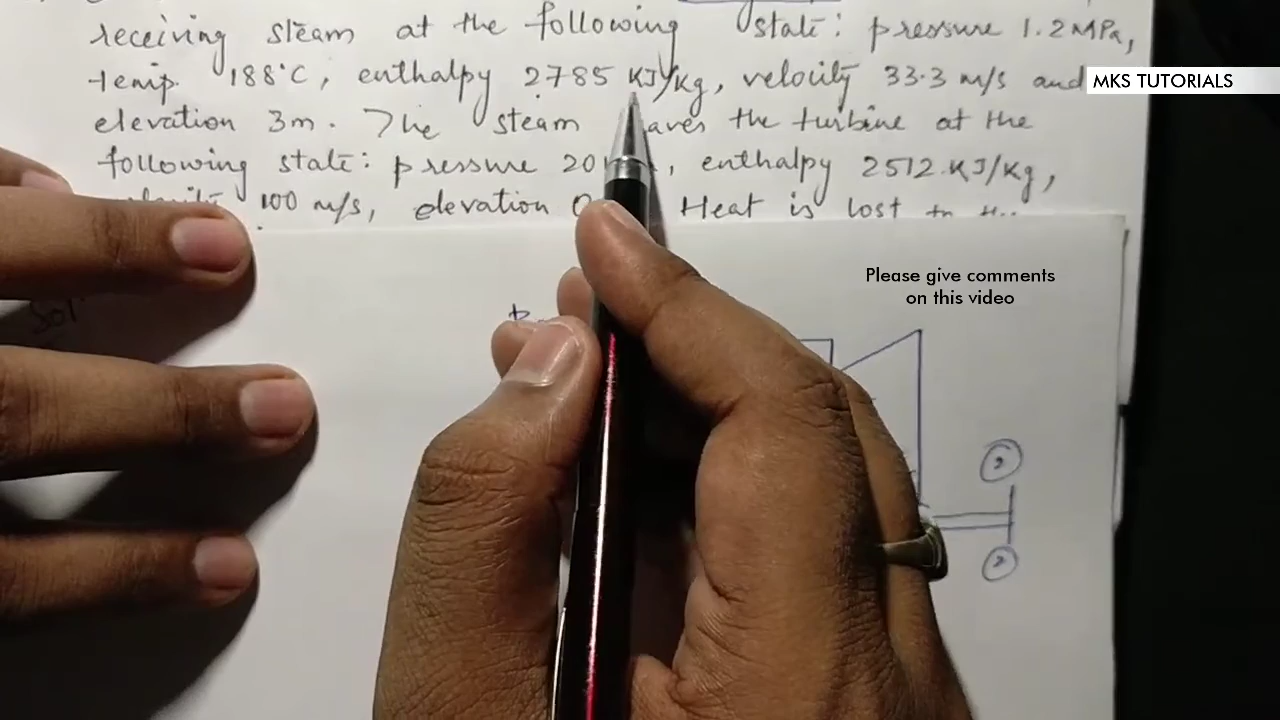 receiving steam at the following state: pressure 1.2 MPa,
temp. 188°C, enthalpy 2785 KJ/Kg, velocity 33.3 m/s and
MKS TUTORIALS
elevation 3m. The steam the turbine at the
following state: pressure enthalpy 2512 KJ/Kg,
100 m/s, elevation Heat is lost
Please give comments
on this video
Sol
2